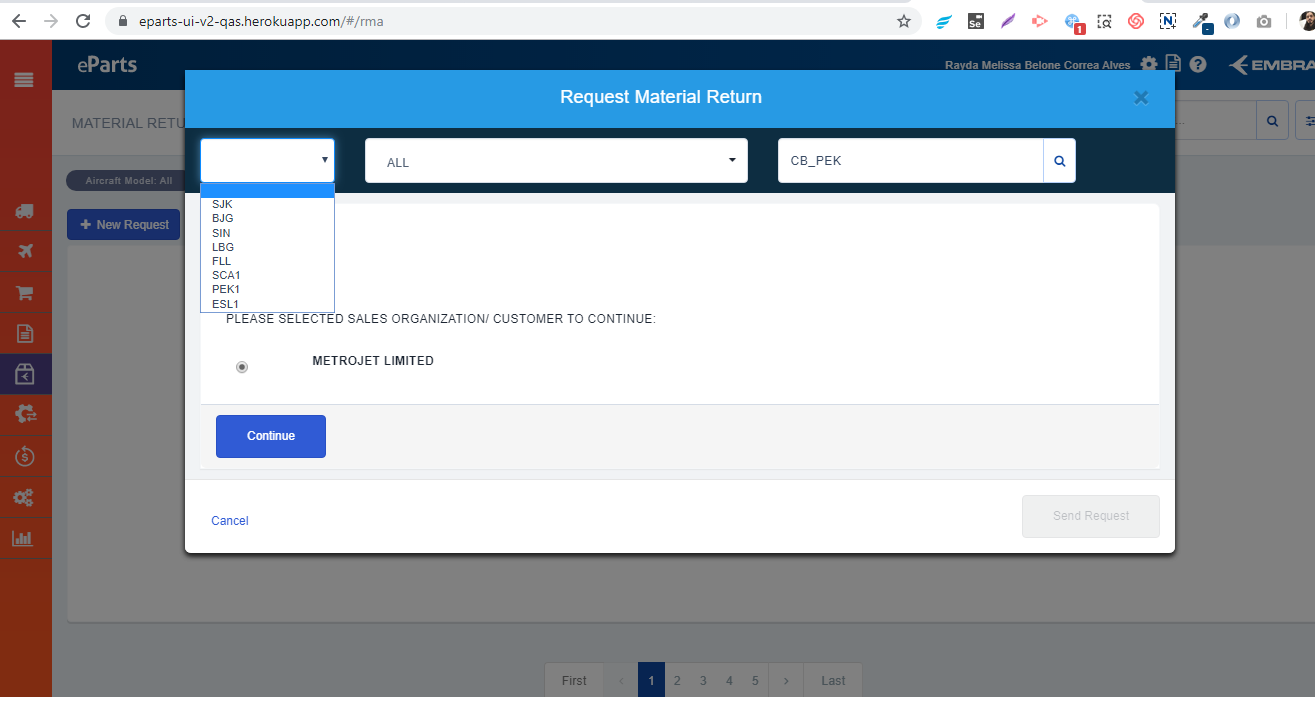 eparts-ui-v2-qas.herokuapp.com/#/rma
Se
1
N
-
eParts
Rayda Melissa Belone Correa Alves
EMBRA
Request Material Return
MATERIAL RETU
ALL
CB_PEK
Aircraft Model: All
SJK
BJG
SIN
LBG
FLL
SCA1
PEK1
ESL1
New Request
PLEASE SELECTED SALES ORGANIZATION/ CUSTOMER TO CONTINUE:
METROJET LIMITED
Continue
Cancel
Send Request
First ‹ 1 2 3 4 5 › Last